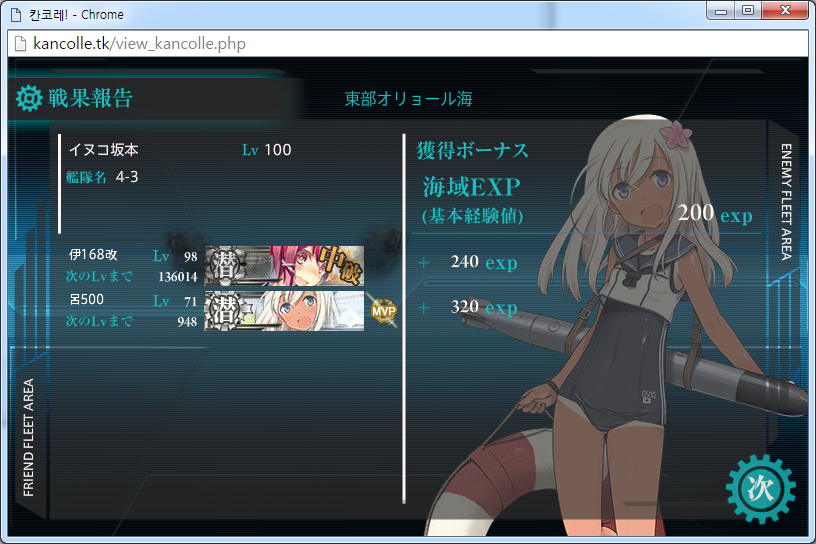 칸코레! - Chrome
kancolle.tk/view_kancolle.php
戦果報告
東部オリョール海
イヌコ坂本
Lv 100
艦隊名 4-3
伊168改 Lv 98
次のLvまで 136014
潜
中破
呂500 Lv 71
次のLvまで 948
潜
MVP
獲得ボーナス
海域EXP
(基本経験値)
200 exp
+ 240 exp
+ 320 exp
FRIEND FLEET AREA
ENEMY FLEET AREA
次